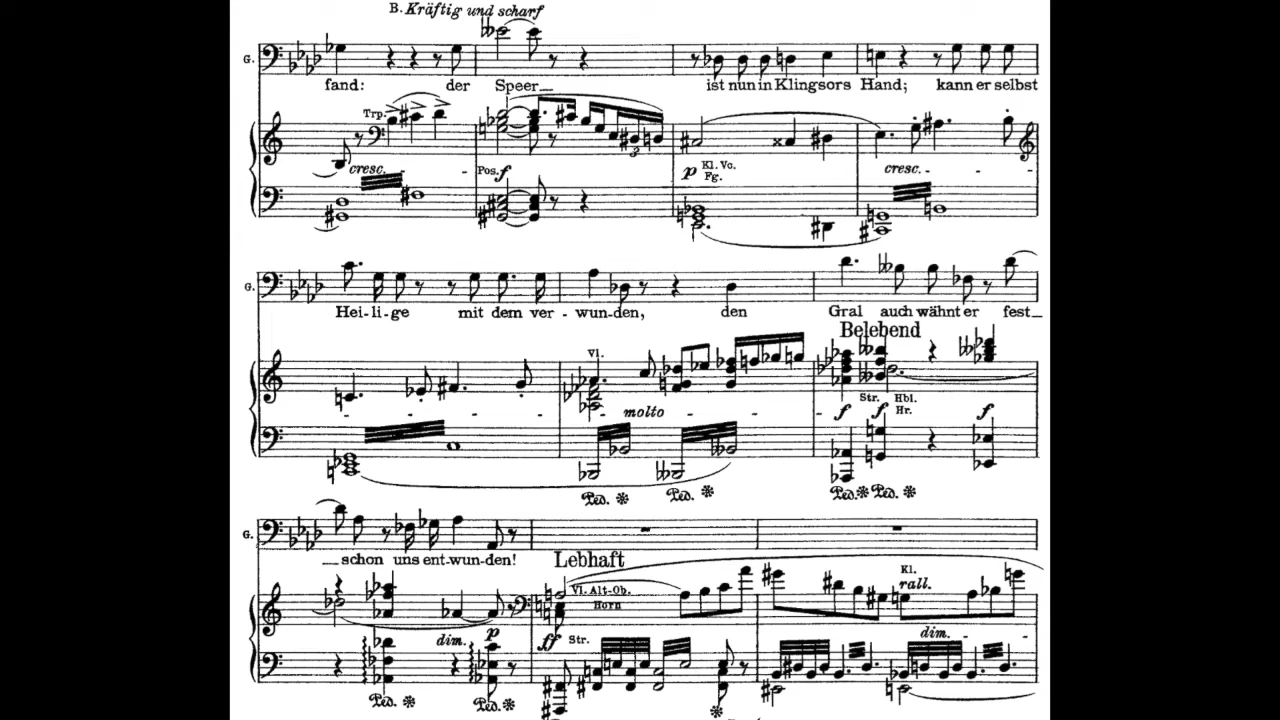 B. Kräftig und scharf
G.
fand: der Speer_ ist nun in Klingsors Hand; kann er selbst
Trp.
cresc. - - Pos. f p Kl. Vc. cresc. - - -
Fg.
3
G.
Hei-li-ge mit dem ver-wun-den, den Gral auch wähnt er fest_
Belebend
Vl.
Str. Hbl.
- - - - molto - - - f f Hr. f
Ped. * Ped. * Ped. * Ped. *
G.
_ schon uns ent-wun-den!
Lebhaft
Kl.
Vl. Alt-Ob. rall.
Horn
dim. p ff Str. dim. - - -
Ped. * Ped. * *